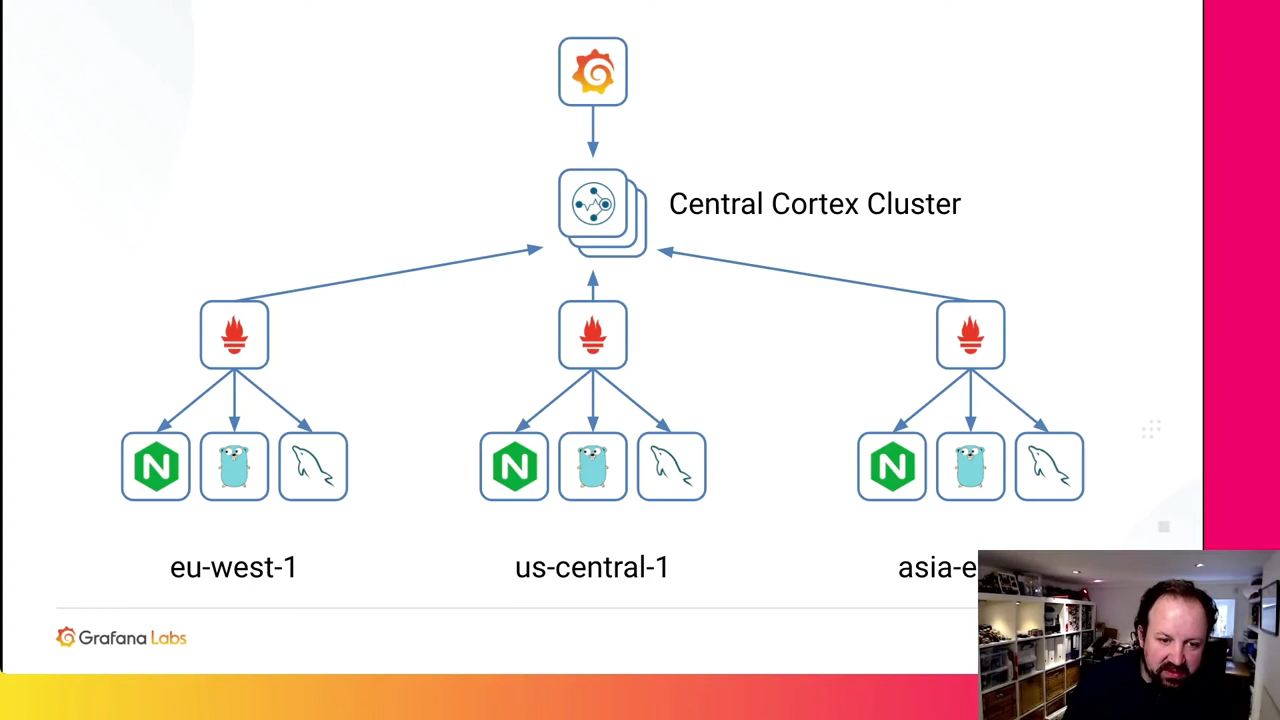 Central Cortex Cluster
eu-west-1
us-central-1
asia-e
Grafana Labs